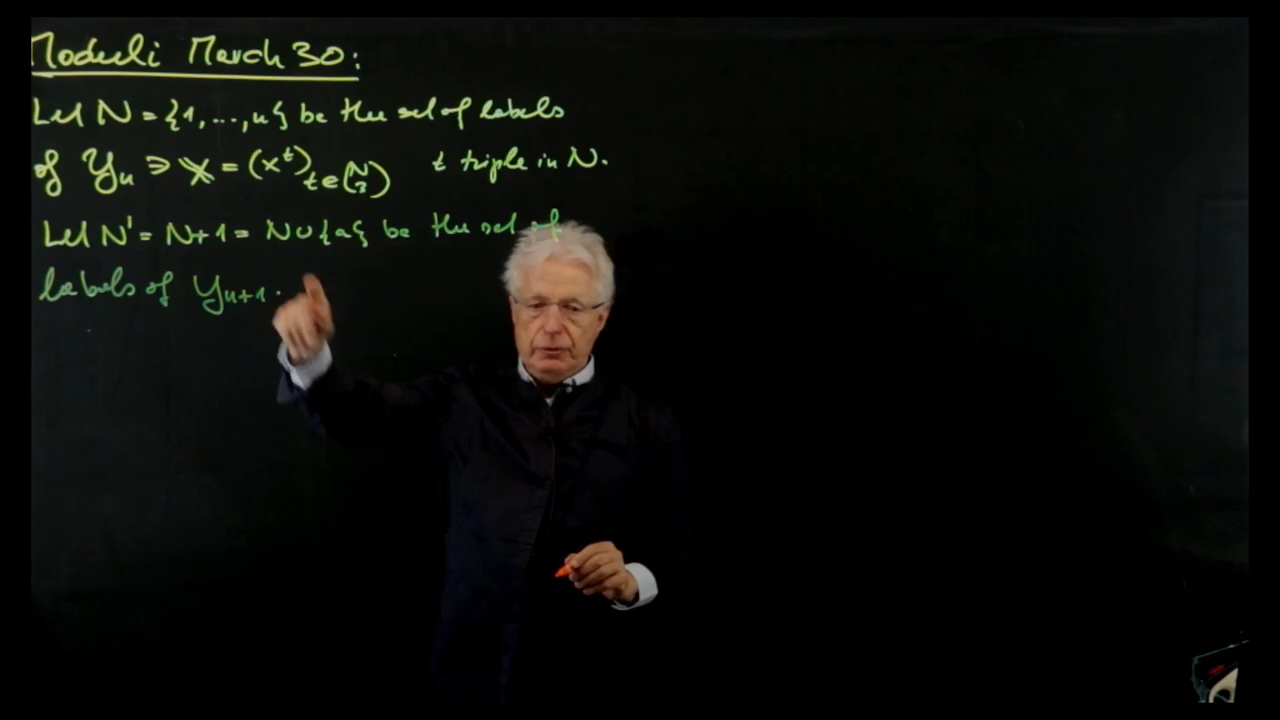 Moduli March 30:
Let N = {1,...,n} be the set of labels
of Yₙ ∋ 𝕏 = (xᵗ)_{t∈(N choose 3)} t triple in N.
Let N' = N+1 = N∪{a} be the set of
labels of Yₙ₊₁.